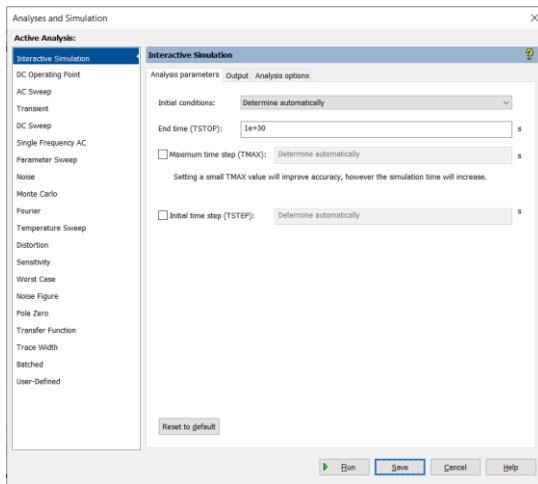 Analyses and Simulation
Active Analysis:
Interactive Simulation
DC Operating Point
AC Sweep
Transient
DC Sweep
Single Frequency AC
Parameter Sweep
Noise
Monte Carlo
Fourier
Temperature Sweep
Distortion
Sensitivity
Worst Case
Noise Figure
Pole Zero
Transfer Function
Trace Width
Batched
User-Defined
Interactive Simulation
Analysis parameters Output Analysis options
Initial conditions: Determine automatically
End time (TSTOP): 1e+30 s
Maximum time step (TMAX): Determine automatically s
Setting a small TMAX value will improve accuracy, however the simulation time will increase.
Initial time step (TSTEP): Determine automatically s
Reset to default
Run Save Cancel Help